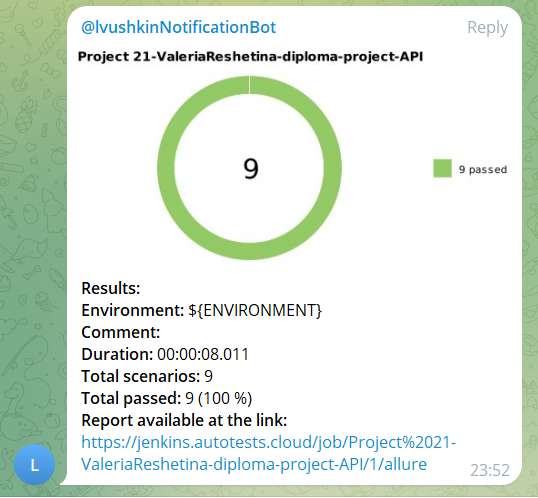 @lvushkinNotificationBot
Reply
Project 21-ValeriaReshetina-diploma-project-API
9
9 passed
Results:
Environment: ${ENVIRONMENT}
Comment:
Duration: 00:00:08.011
Total scenarios: 9
Total passed: 9 (100 %)
Report available at the link:
https://jenkins.autotests.cloud/job/Project%2021-
ValeriaReshetina-diploma-project-API/1/allure
L
23:52